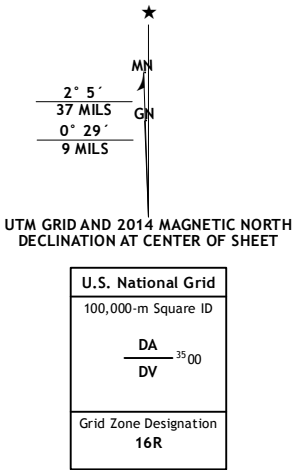 ★
MN
2° 5´
37 MILS
GN
0° 29´
9 MILS
UTM GRID AND 2014 MAGNETIC NORTH
DECLINATION AT CENTER OF SHEET
U.S. National Grid
100,000-m Square ID
DA
3500
DV
Grid Zone Designation
16R